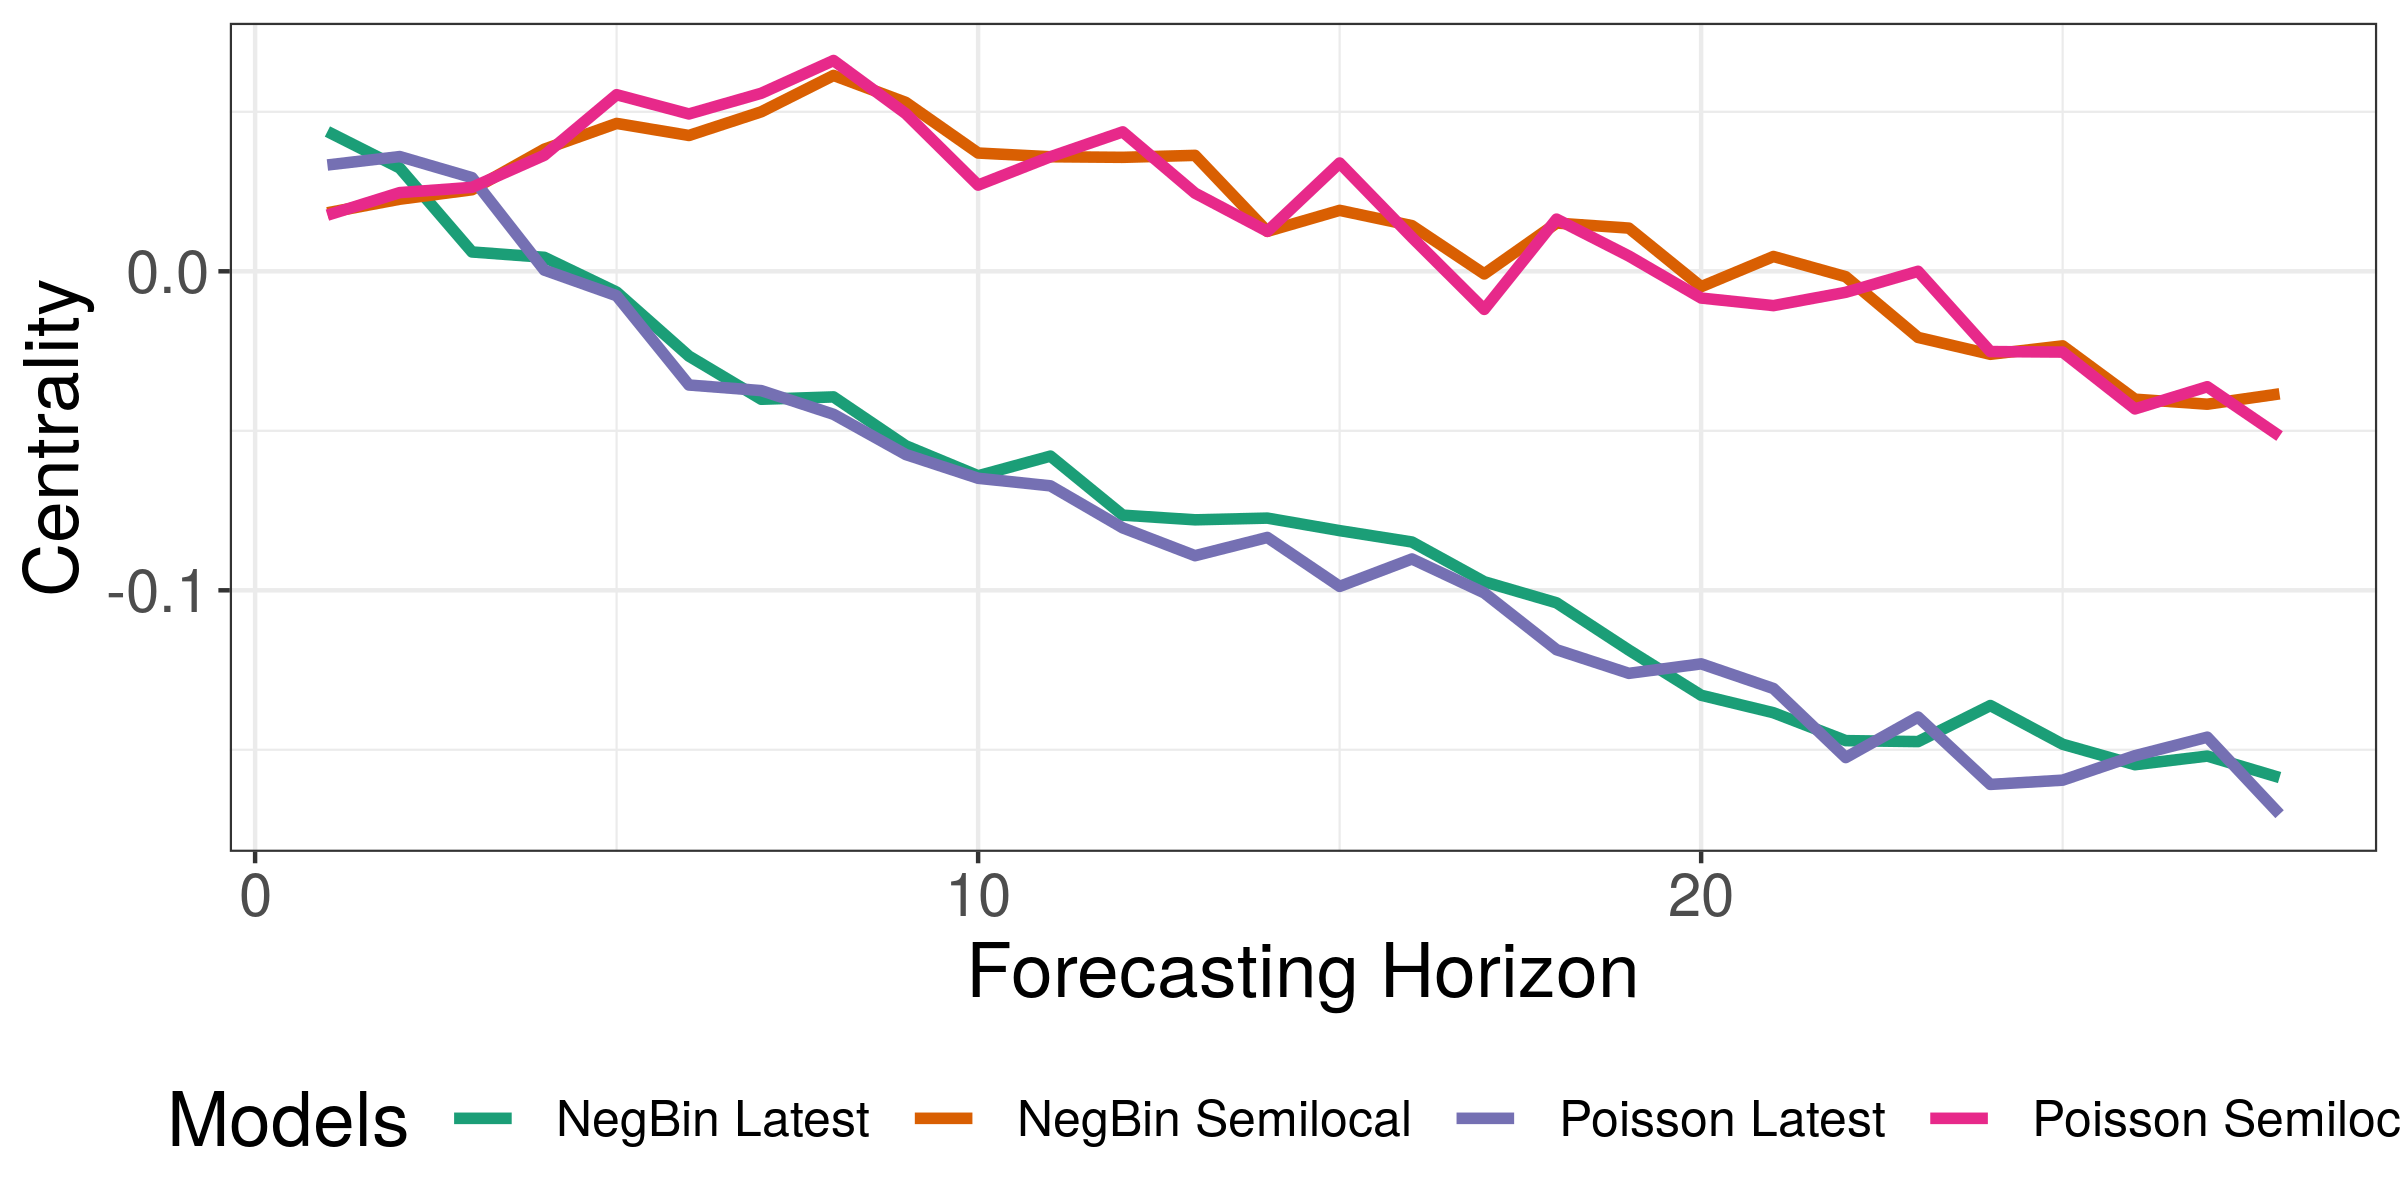 Centrality
0.0
-0.1
0 10 20
Forecasting Horizon
Models NegBin Latest NegBin Semilocal Poisson Latest Poisson Semiloc